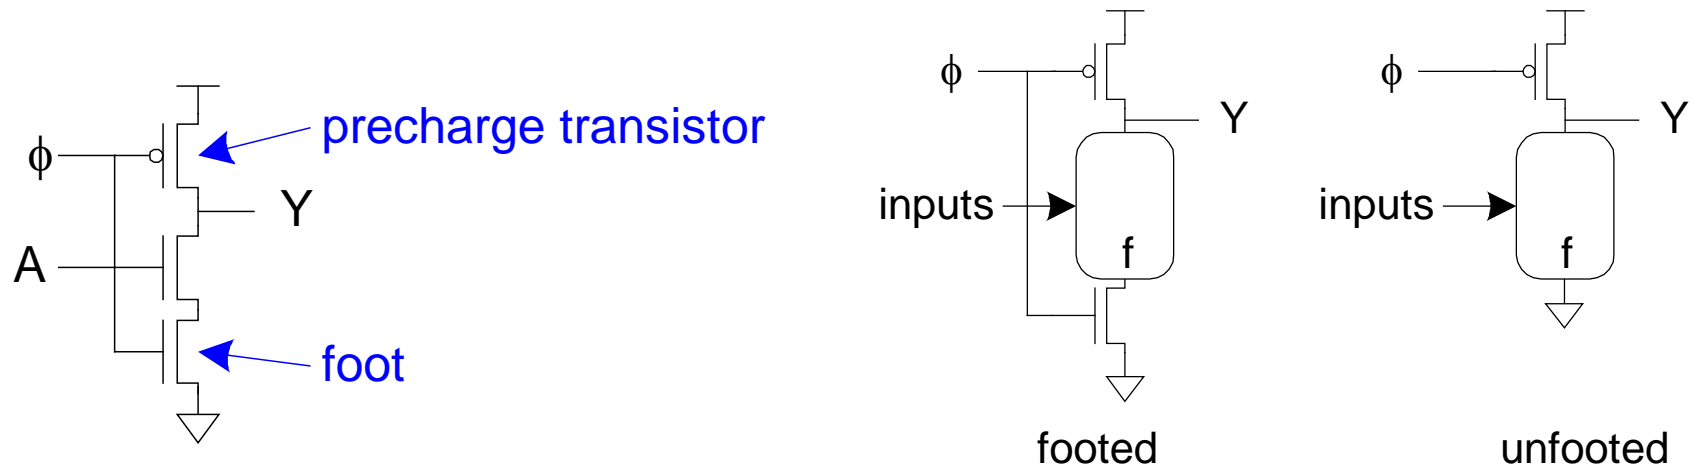 ϕ
precharge transistor
Y
A
foot
ϕ
Y
inputs
f
footed
ϕ
Y
inputs
f
unfooted